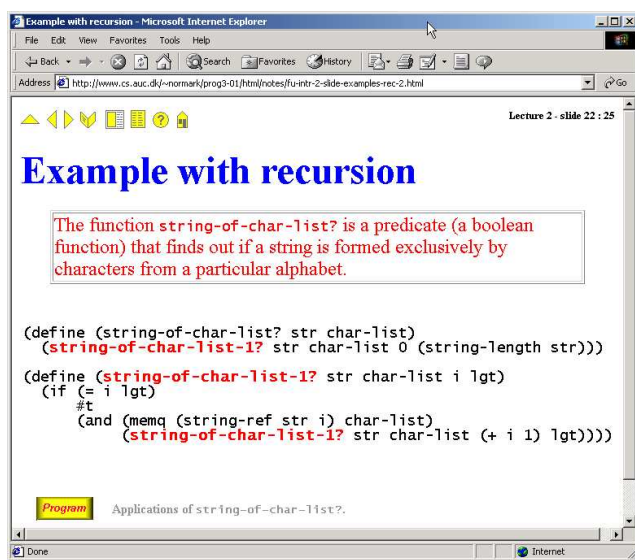 Example with recursion - Microsoft Internet Explorer
File Edit View Favorites Tools Help
Back Search Favorites History
Address http://www.cs.auc.dk/~normark/prog3-01/html/notes/fu-intr-2-slide-examples-rec-2.html Go
Lecture 2 - slide 22 : 25
Example with recursion
The function string-of-char-list? is a predicate (a boolean
function) that finds out if a string is formed exclusively by
characters from a particular alphabet.
(define (string-of-char-list? str char-list)
(string-of-char-list-1? str char-list 0 (string-length str)))
(define (string-of-char-list-1? str char-list i lgt)
(if (= i lgt)
#t
(and (memq (string-ref str i) char-list)
(string-of-char-list-1? str char-list (+ i 1) lgt))))
Program Applications of string-of-char-list?.
Done Internet